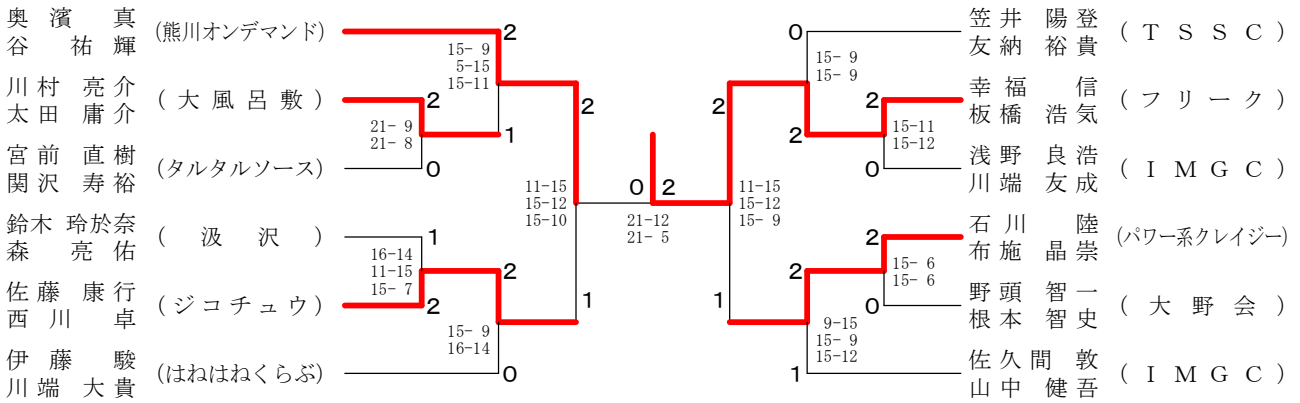 奥 濱 　 真
谷 　 祐 輝
(熊川オンデマンド)
2
15- 9
5-15
15-11
川 村 亮 介
太 田 庸 介
( 大 風 呂 敷 )
2
1
21- 9
21- 8
宮 前 直 樹
関 沢 寿 裕
(タルタルソース)
0
2
11-15
15-12
15-10
鈴木 玲於奈
森 　 亮 佑
( 汲 沢 )
1
16-14
11-15
15- 7
佐 藤 康 行
西 川 　 卓
(ジコチュウ)
2
2
1
15- 9
16-14
伊 藤 　 駿
川 端 大 貴
(はねはねくらぶ)
0
0 2
21-12
21- 5
笠 井 陽 登
友 納 裕 貴
( T S S C )
0
15- 9
15- 9
幸 福 　 信
板 橋 浩 気
( フ リ ー ク )
2
2
2
15-11
15-12
浅 野 良 浩
川 端 友 成
( I M G C )
0
11-15
15-12
15- 9
石 川 　 陸
布 施 晶 崇
(パワー系クレイジー)
2
15- 6
15- 6
野 頭 智 一
根 本 智 史
( 大 野 会 )
0
2
1
9-15
15- 9
15-12
佐 久 間 敦
山 中 健 吾
( I M G C )
1